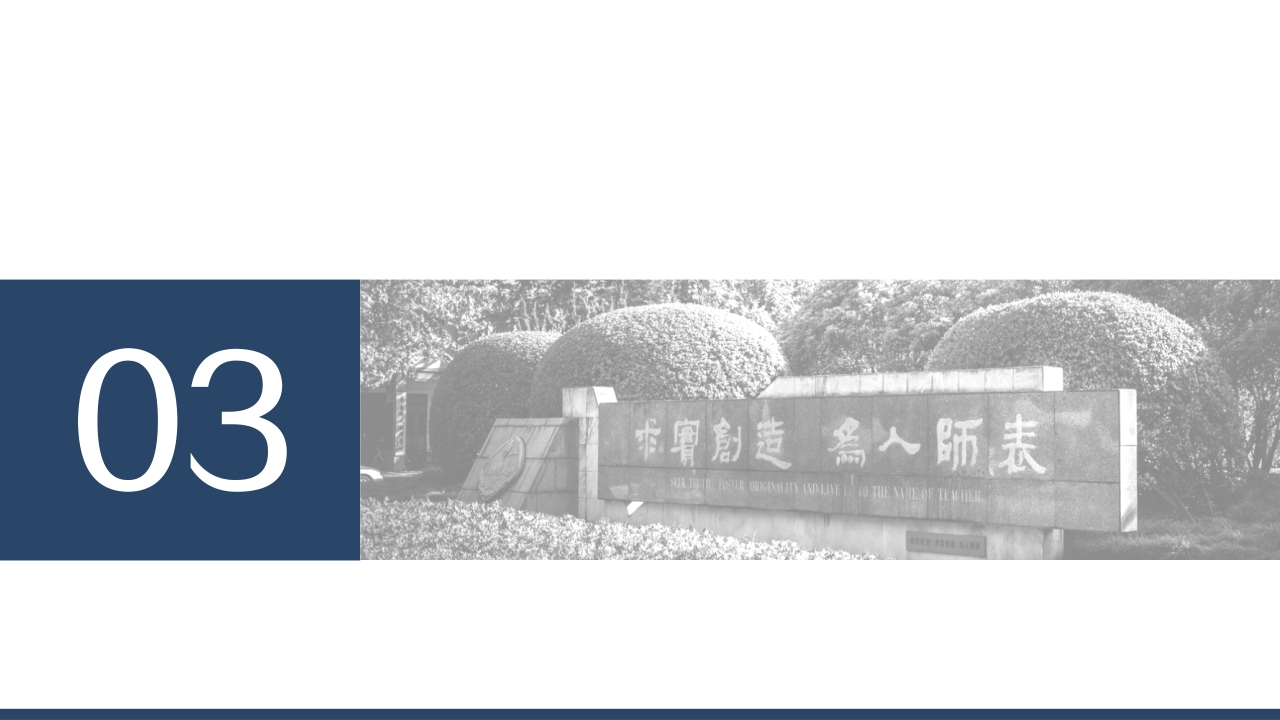 03
求實創造 為人師表
SEEK TRUTH, FOSTER ORIGINALITY AND LIVE UP TO THE NAME OF TEACHER